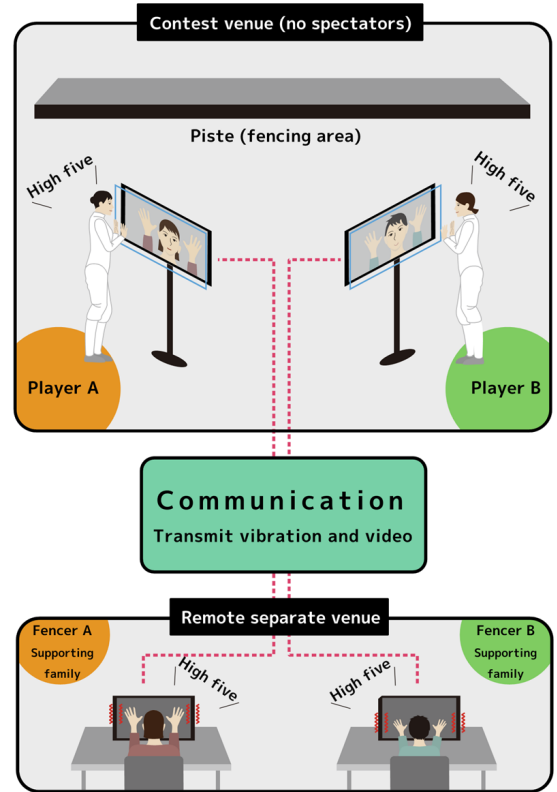 Contest venue (no spectators)
Piste (fencing area)
High five
High five
Player A
Player B
Communication
Transmit vibration and video
Remote separate venue
Fencer A
Supporting
family
Fencer B
Supporting
family
High five
High five